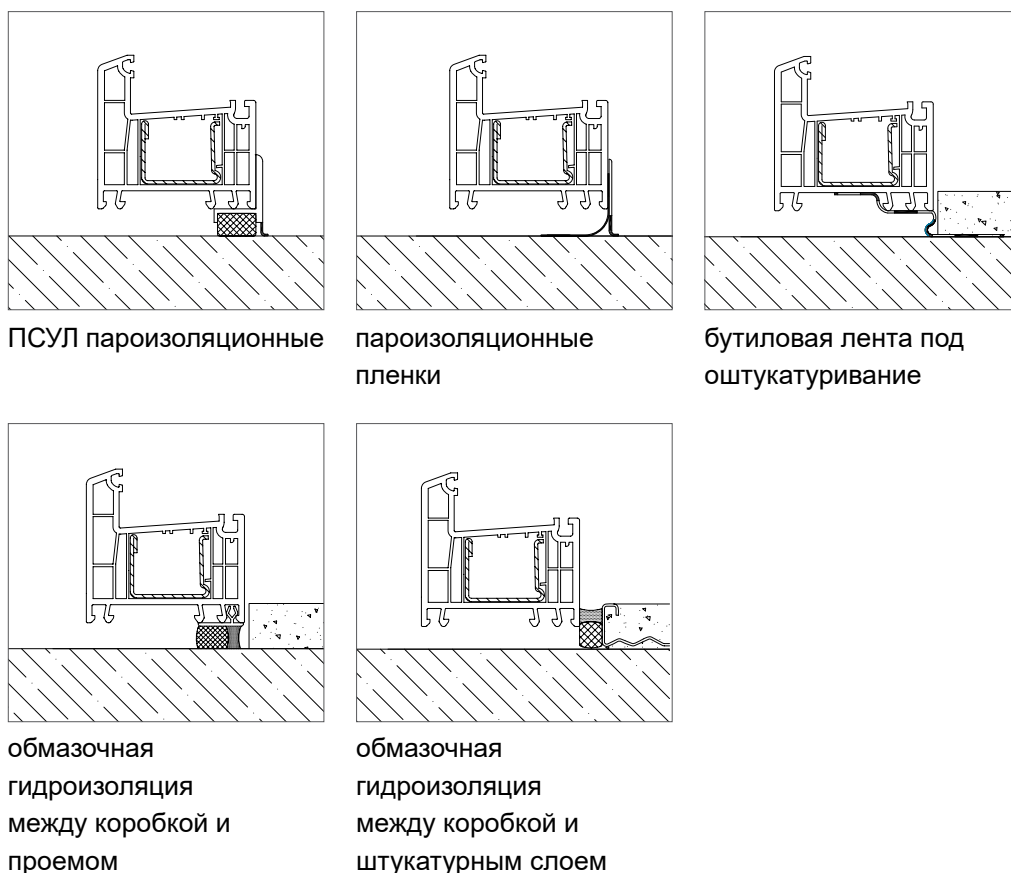 ПСУЛ пароизоляционные
пароизоляционные
пленки
бутиловая лента под
оштукатуривание
обмазочная
гидроизоляция
между коробкой и
проемом
обмазочная
гидроизоляция
между коробкой и
штукатурным слоем